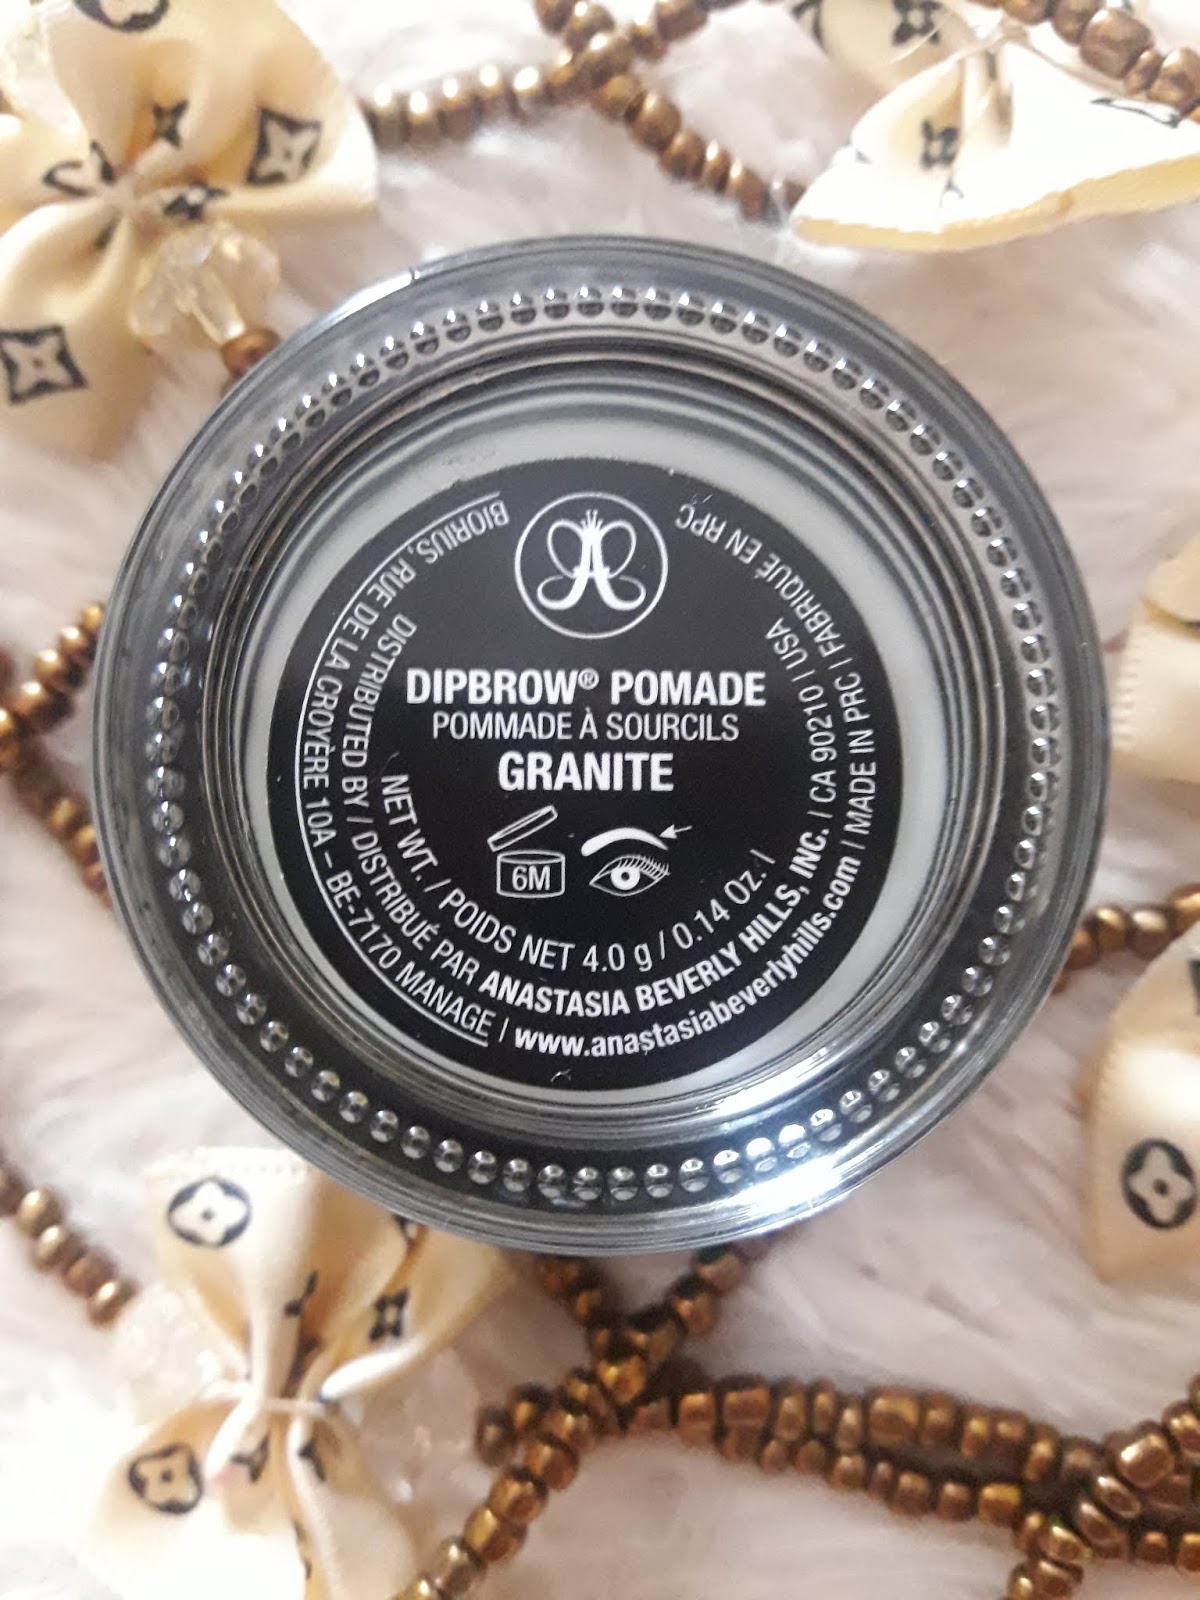 DIPBROW® POMADE
POMMADE À SOURCILS
GRANITE
6M
NET WT. / POIDS NET 4.0 g / 0.14 Oz. |
DISTRIBUTED BY / DISTRIBUÉ PAR ANASTASIA BEVERLY HILLS, INC. | CA 90210 | USA
BIORIUS, RUE DE LA CROYÈRE 10A – BE-7170 MANAGE | www.anastasiabeverlyhills.com | MADE IN PRC | FABRIQUÉ EN RPC